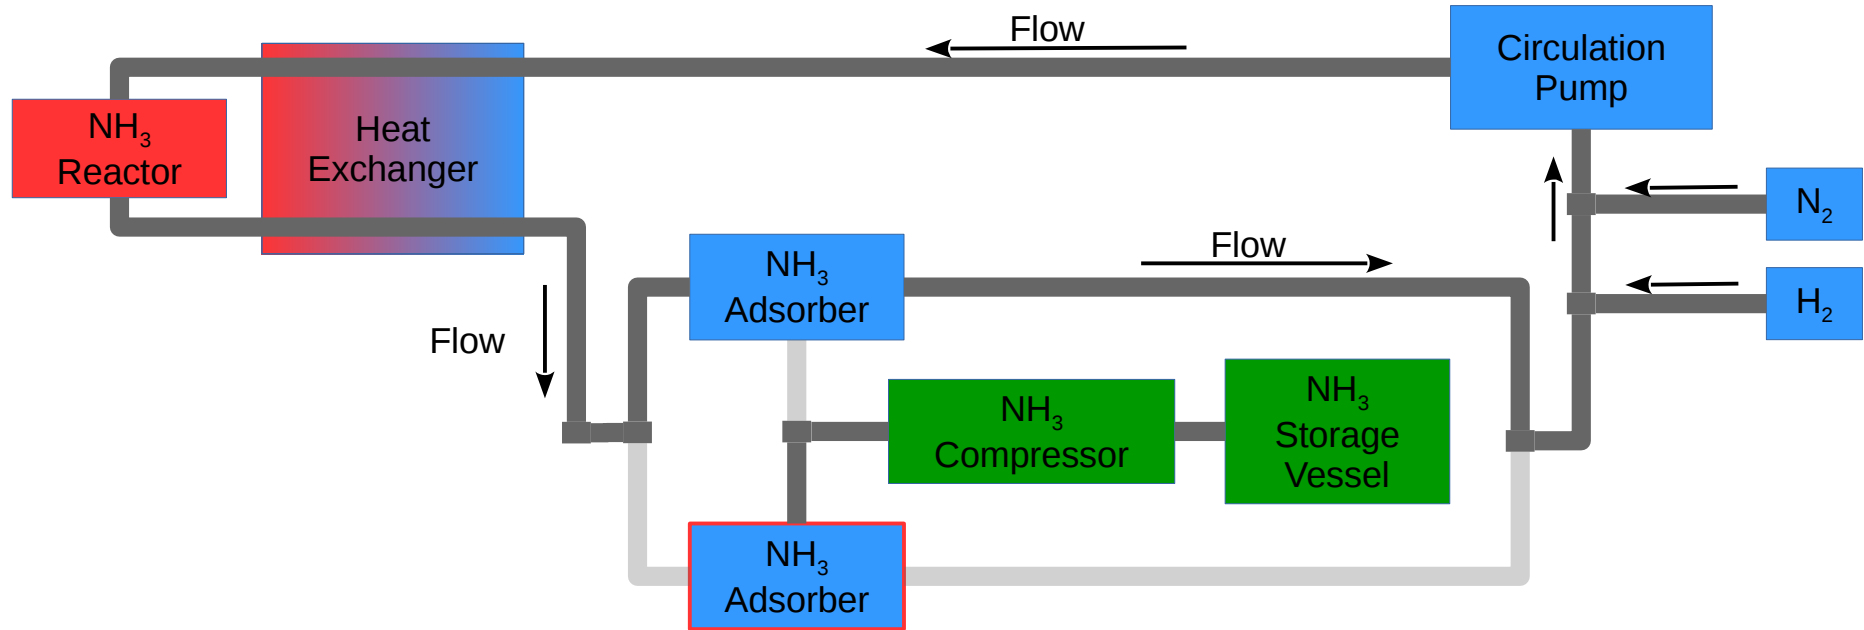 Flow
Circulation
Pump
NH₃
Reactor
Heat
Exchanger
N₂
Flow
NH₃
Adsorber
H₂
Flow
NH₃
Compressor
NH₃
Storage
Vessel
NH₃
Adsorber